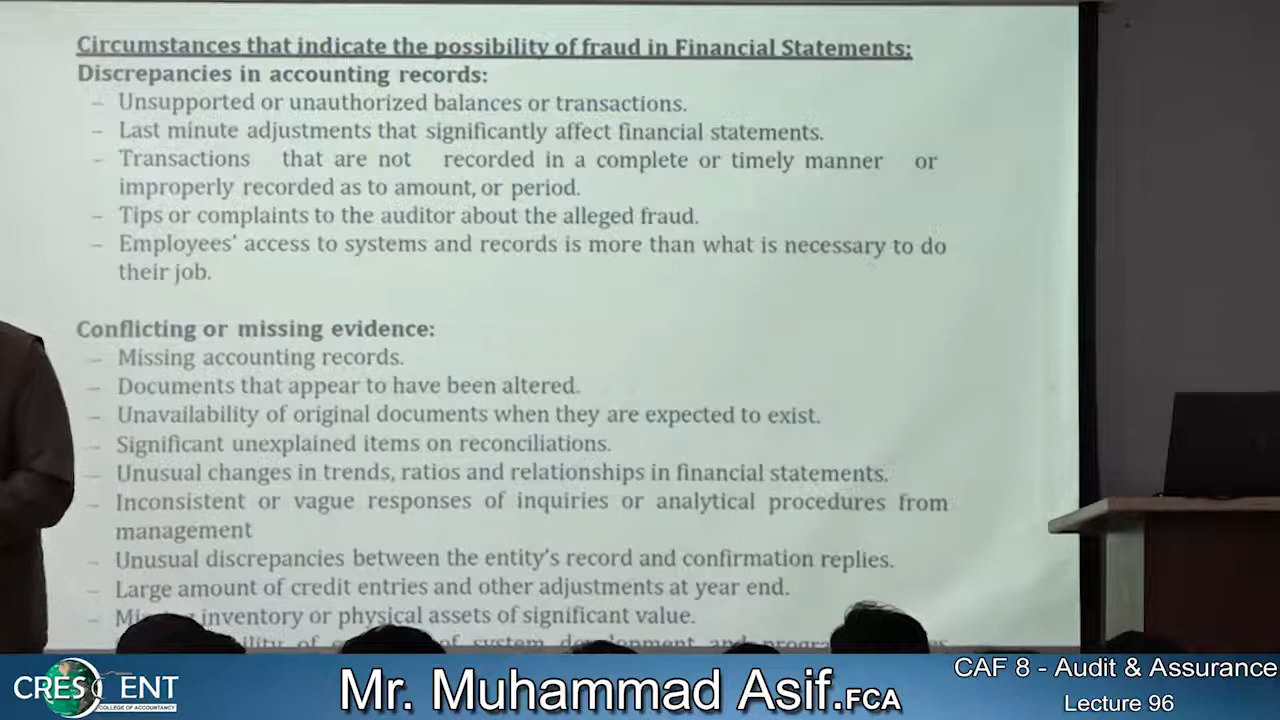 Circumstances that indicate the possibility of fraud in Financial Statements:
Discrepancies in accounting records:
– Unsupported or unauthorized balances or transactions.
– Last minute adjustments that significantly affect financial statements.
– Transactions that are not recorded in a complete or timely manner or
improperly recorded as to amount, or period.
– Tips or complaints to the auditor about the alleged fraud.
– Employees' access to systems and records is more than what is necessary to do
their job.
Conflicting or missing evidence:
– Missing accounting records.
– Documents that appear to have been altered.
– Unavailability of original documents when they are expected to exist.
– Significant unexplained items on reconciliations.
– Unusual changes in trends, ratios and relationships in financial statements.
– Inconsistent or vague responses of inquiries or analytical procedures from
management
– Unusual discrepancies between the entity's record and confirmation replies.
– Large amount of credit entries and other adjustments at year end.
– inventory or physical assets of significant value.
of of system and
CRESCENT
COLLEGE OF ACCOUNTANCY
Mr. Muhammad Asif.FCA
CAF 8 - Audit & Assurance
Lecture 96